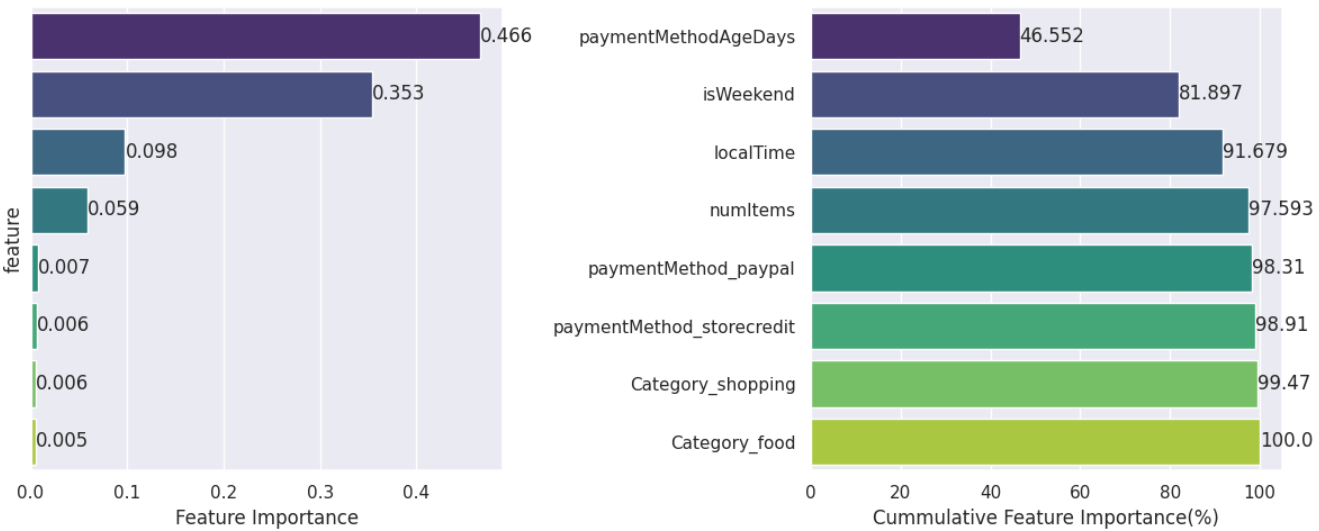 0.466
0.353
0.098
0.059
0.007
0.006
0.006
0.005
feature
0.0 0.1 0.2 0.3 0.4
Feature Importance
paymentMethodAgeDays 46.552
isWeekend 81.897
localTime 91.679
numItems 97.593
paymentMethod_paypal 98.31
paymentMethod_storecredit 98.91
Category_shopping 99.47
Category_food 100.0
0 20 40 60 80 100
Cummulative Feature Importance(%)